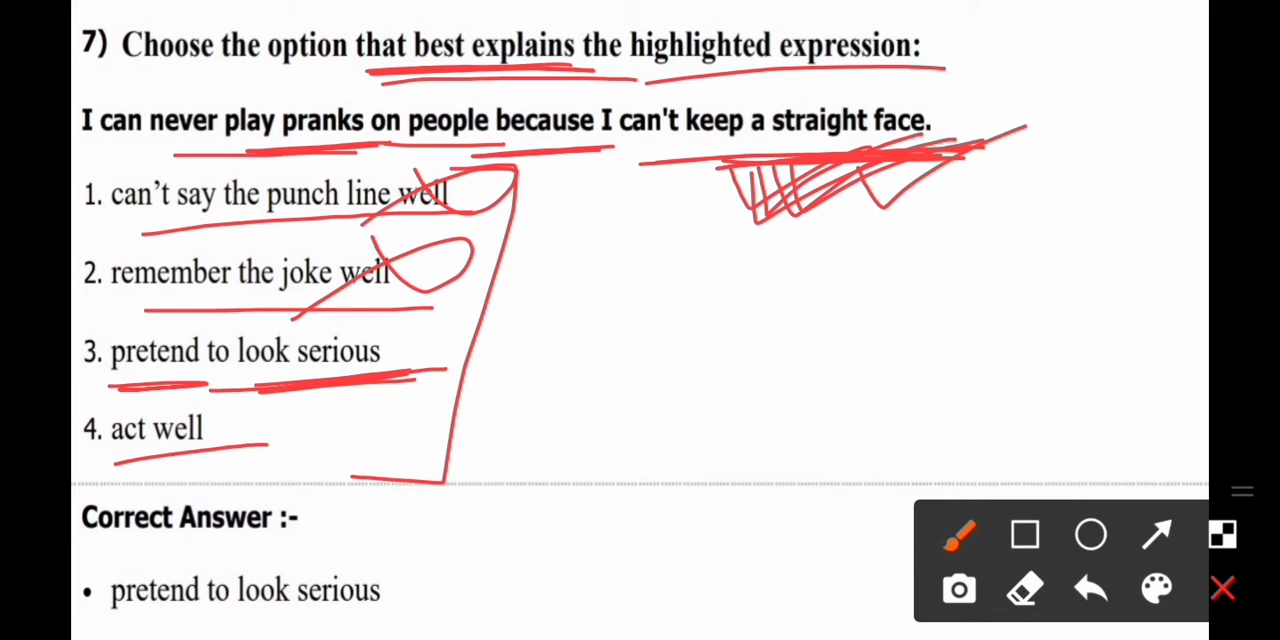 7) Choose the option that best explains the highlighted expression:
I can never play pranks on people because I can't keep a straight face.
1. can’t say the punch line well
2. remember the joke well
3. pretend to look serious
4. act well
Correct Answer :-
• pretend to look serious